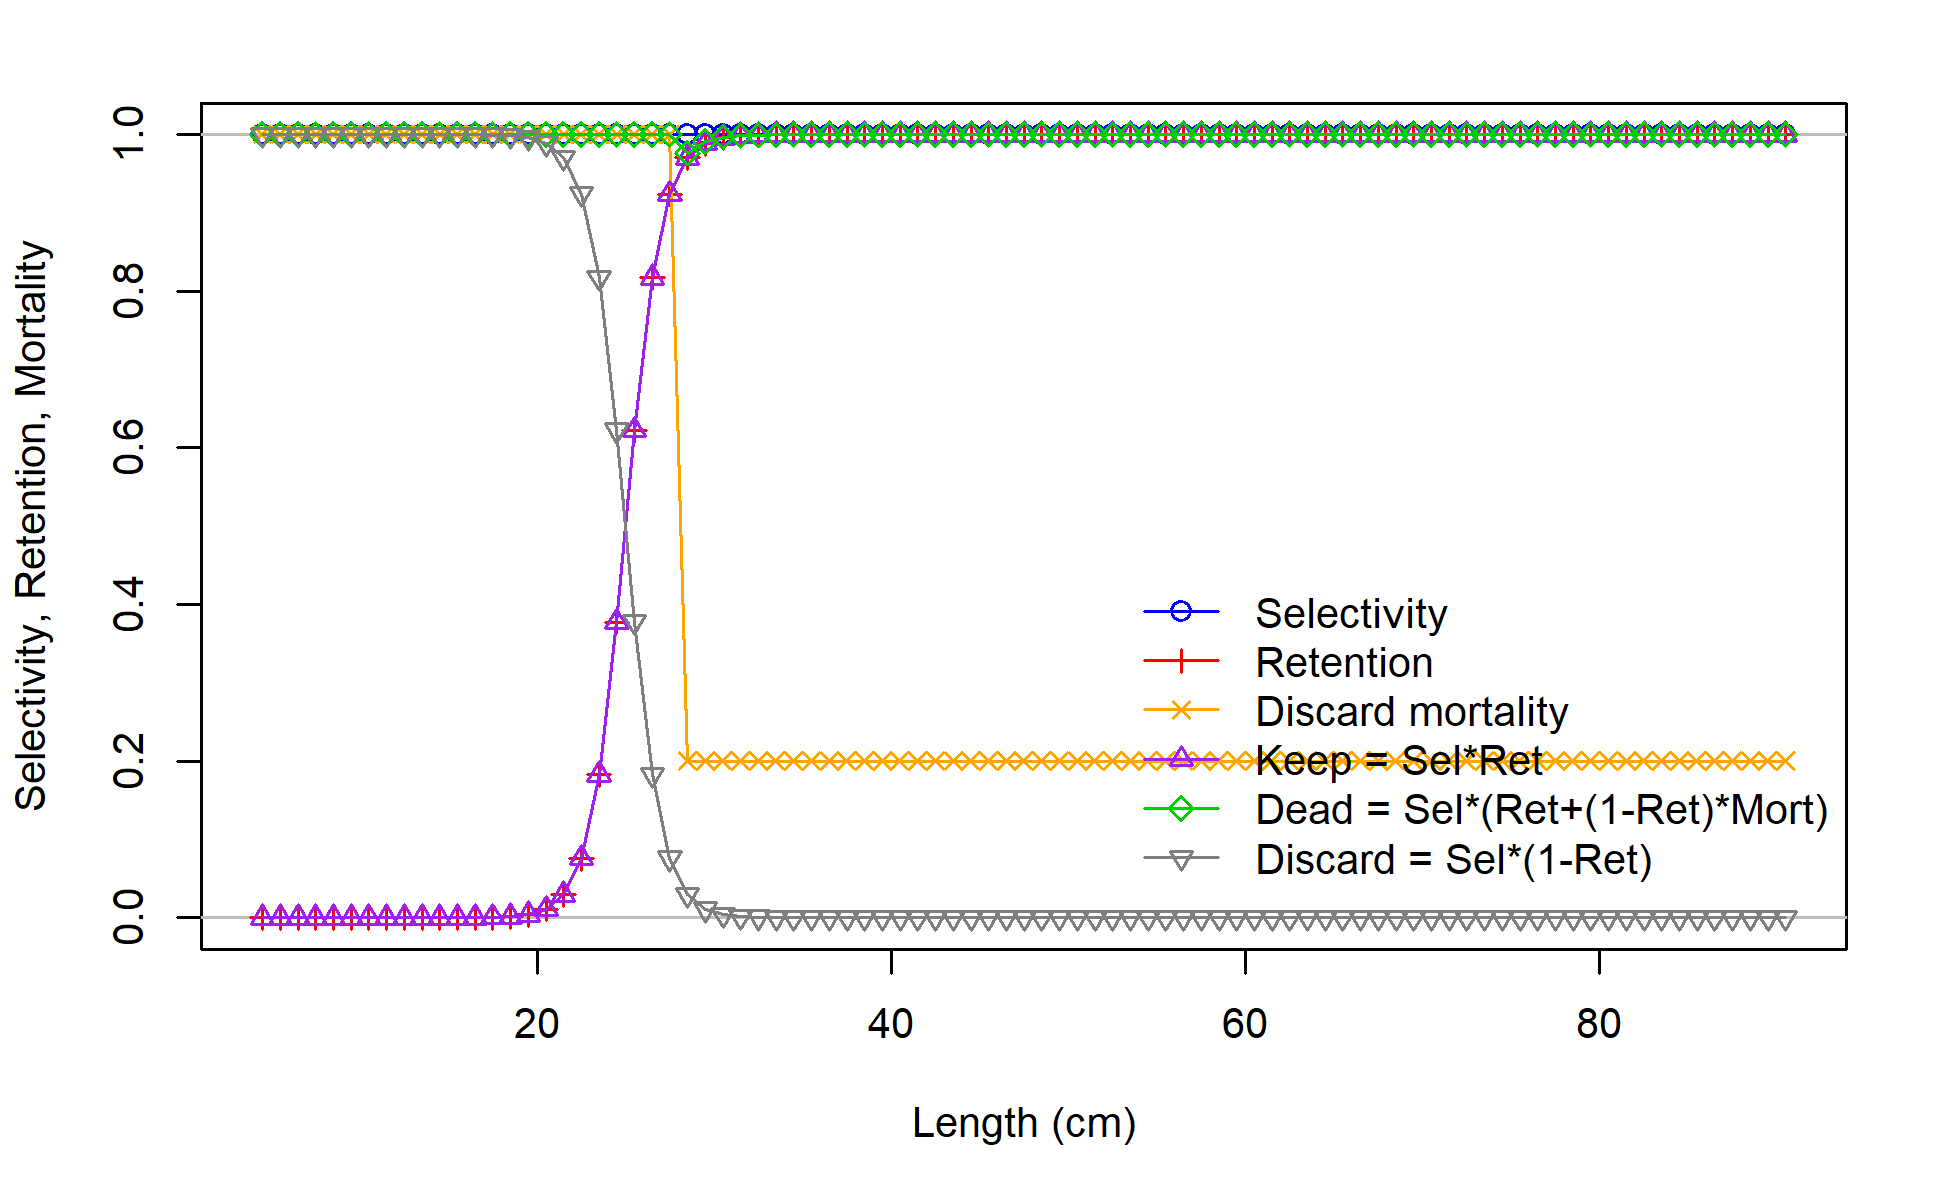 Selectivity, Retention, Mortality
1.0
0.8
0.6
0.4
0.2
0.0
Selectivity
Retention
Discard mortality
Keep = Sel*Ret
Dead = Sel*(Ret+(1-Ret)*Mort)
Discard = Sel*(1-Ret)
20 40 60 80
Length (cm)